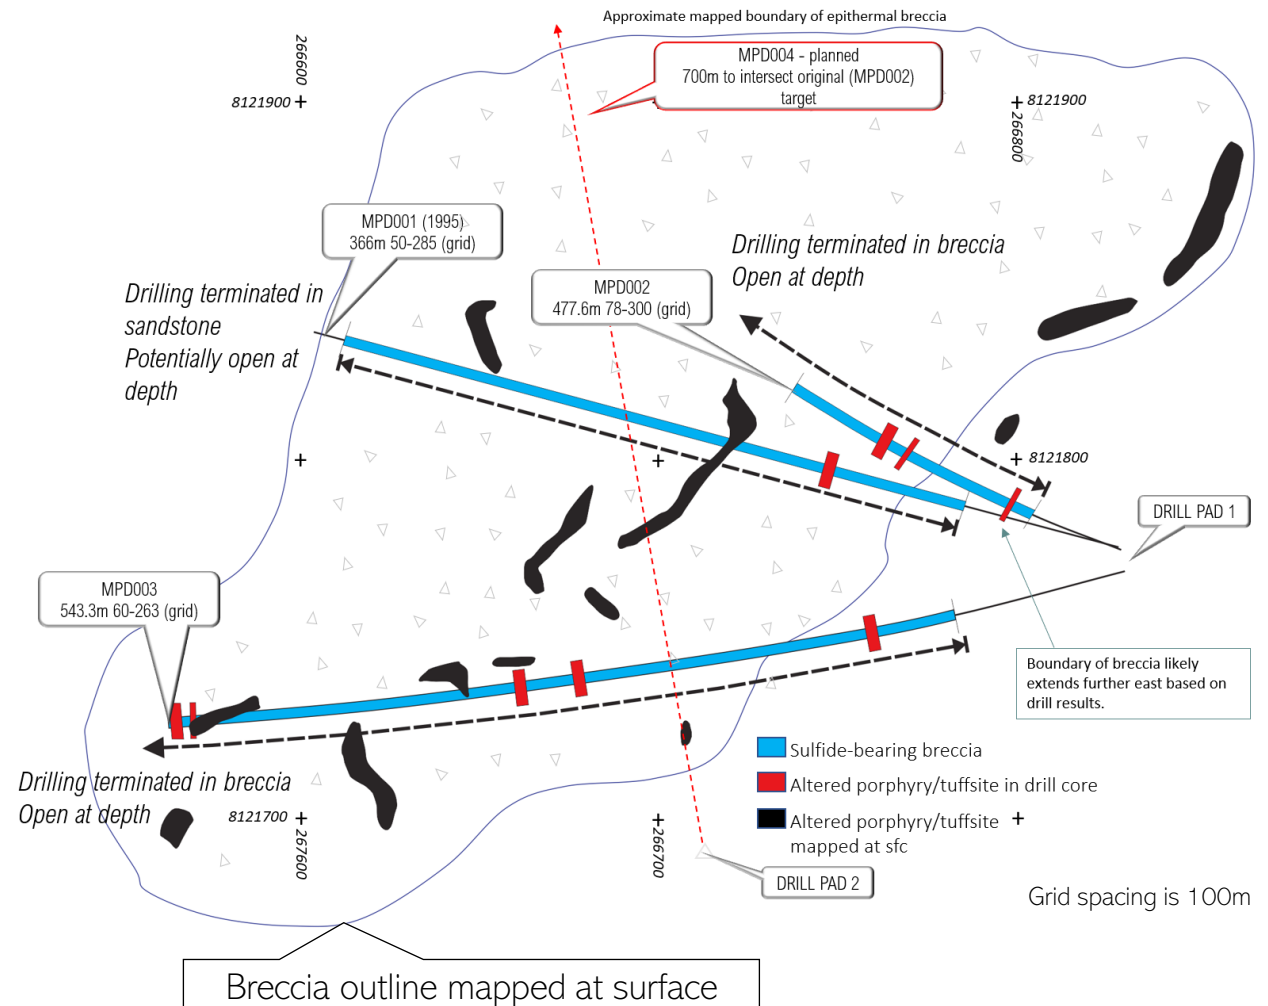 Approximate mapped boundary of epithermal breccia
MPD004 - planned
700m to intersect original (MPD002)
target
266600
8121900
8121900
266800
MPD001 (1995)
366m 50-285 (grid)
Drilling terminated in breccia
Open at depth
MPD002
477.6m 78-300 (grid)
Drilling terminated in
sandstone
Potentially open at
depth
8121800
DRILL PAD 1
MPD003
543.3m 60-263 (grid)
Boundary of breccia likely
extends further east based on
drill results.
Sulfide-bearing breccia
Drilling terminated in breccia
Open at depth
Altered porphyry/tuffsite in drill core
8121700
267600
266700
Altered porphyry/tuffsite
mapped at sfc
DRILL PAD 2
Grid spacing is 100m
Breccia outline mapped at surface